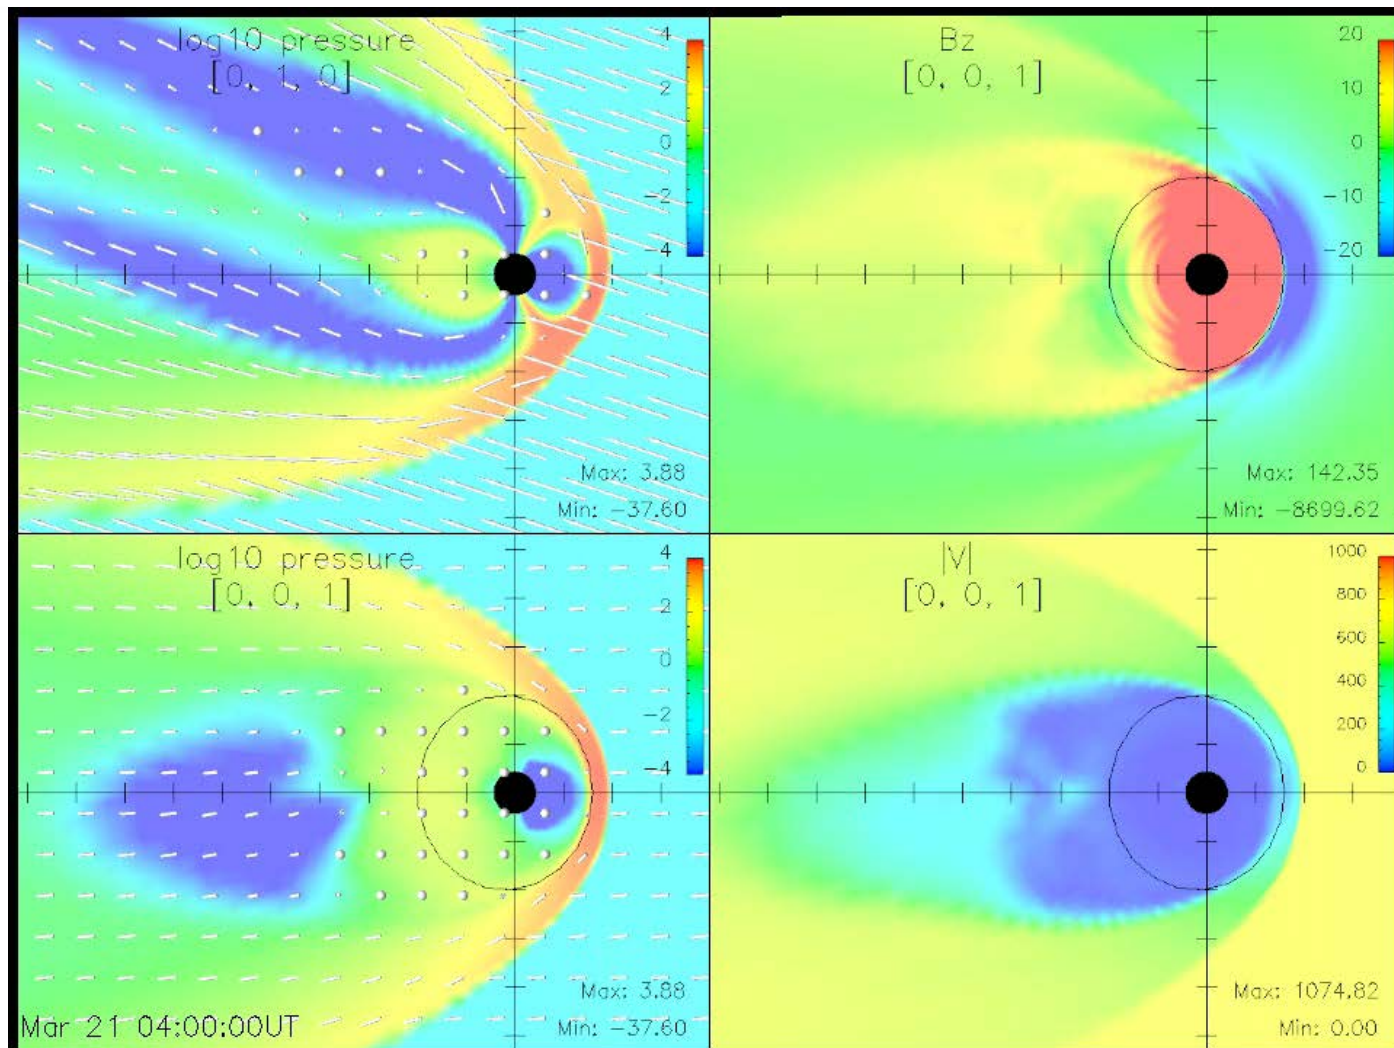 log10 pressure
[0, 1, 0]
4
2
0
−2
−4
Max: 3.88
Min: −37.60
Bz
[0, 0, 1]
20
10
0
−10
−20
Max: 142.35
Min: −8699.62
log10 pressure
[0, 0, 1]
4
2
0
−2
−4
Max: 3.88
Min: −37.60
Mar 21 04:00:00UT
|V|
[0, 0, 1]
1000
800
600
400
200
0
Max: 1074.82
Min: 0.00